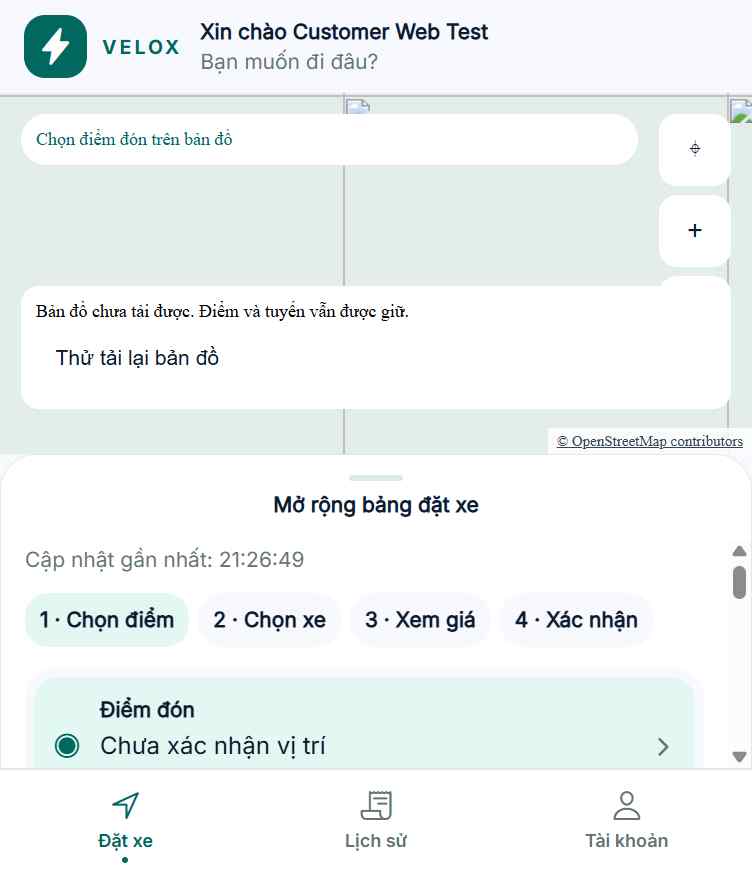 VELOX
Xin chào Customer Web Test
Bạn muốn đi đâu?
Chọn điểm đón trên bản đồ
+
Bản đồ chưa tải được. Điểm và tuyến vẫn được giữ.
Thử tải lại bản đồ
© OpenStreetMap contributors
Mở rộng bảng đặt xe
Cập nhật gần nhất: 21:26:49
1 · Chọn điểm
2 · Chọn xe
3 · Xem giá
4 · Xác nhận
Điểm đón
Chưa xác nhận vị trí
Đặt xe
Lịch sử
Tài khoản